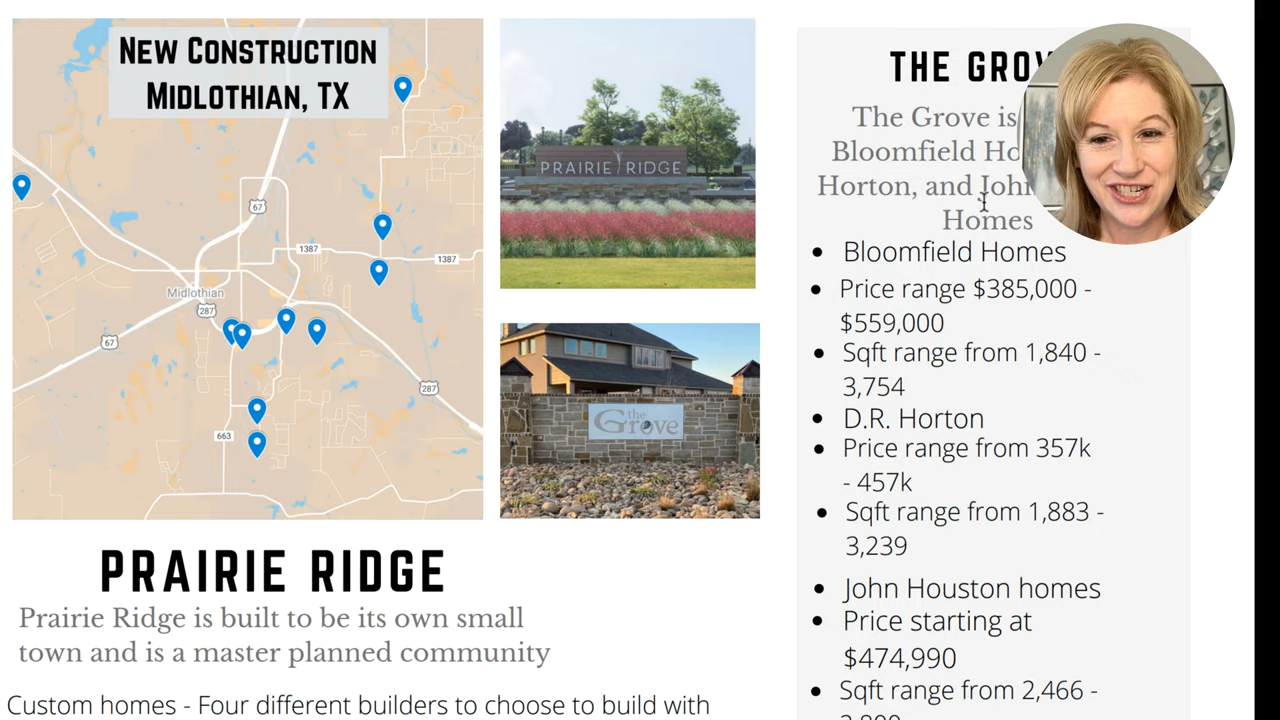 NEW CONSTRUCTION
MIDLOTHIAN, TX
67
1387
1387
Midlothian
287
67
287
663
PRAIRIE RIDGE
the
Grove
PRAIRIE RIDGE
Prairie Ridge is built to be its own small
town and is a master planned community
Custom homes - Four different builders to choose to build with
THE GROV
The Grove is
Bloomfield Ho
Horton, and John
Homes
• Bloomfield Homes
• Price range $385,000 -
$559,000
• Sqft range from 1,840 -
3,754
• D.R. Horton
• Price range from 357k
- 457k
• Sqft range from 1,883 -
3,239
• John Houston homes
• Price starting at
$474,990
• Sqft range from 2,466 -